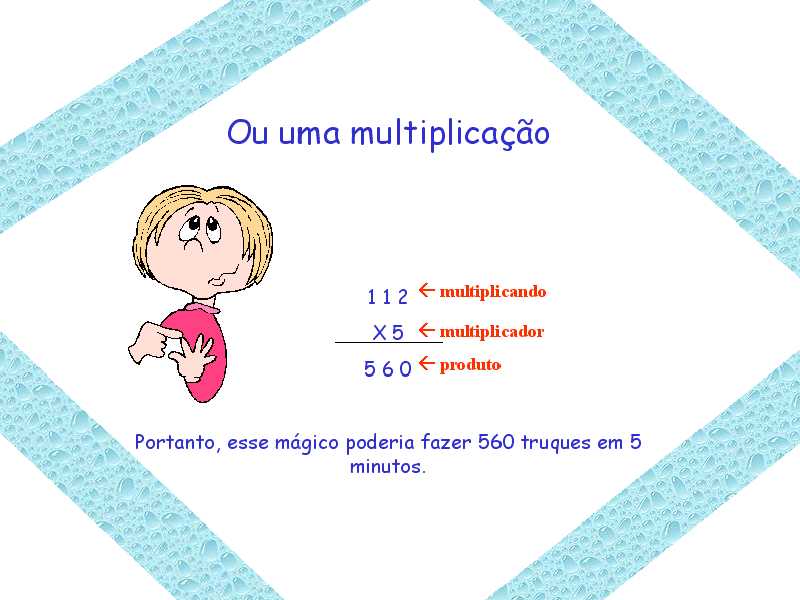 Ou uma multiplicação
1 1 2 ← multiplicando
X 5 ← multiplicador
5 6 0 ← produto
Portanto, esse mágico poderia fazer 560 truques em 5
minutos.